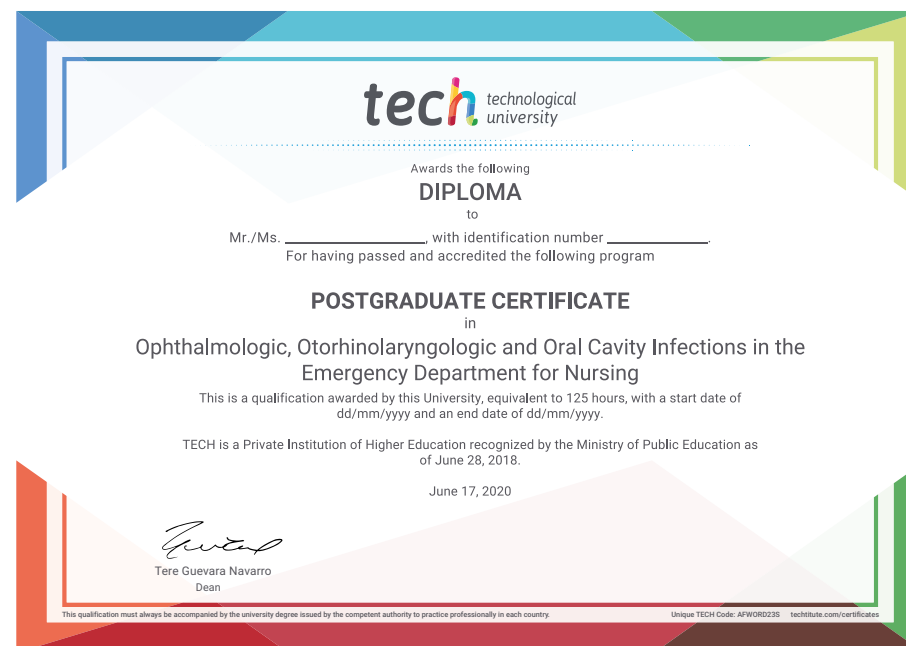 tech technological
university
Awards the following
DIPLOMA
to
Mr./Ms. ____________________, with identification number ______________.
For having passed and accredited the following program
POSTGRADUATE CERTIFICATE
in
Ophthalmologic, Otorhinolaryngologic and Oral Cavity Infections in the
Emergency Department for Nursing
This is a qualification awarded by this University, equivalent to 125 hours, with a start date of
dd/mm/yyyy and an end date of dd/mm/yyyy.
TECH is a Private Institution of Higher Education recognized by the Ministry of Public Education as
of June 28, 2018.
June 17, 2020
Tere Guevara Navarro
Dean
This qualification must always be accompanied by the university degree issued by the competent authority to practice professionally in each country. Unique TECH Code: AFWORD23S techtitute.com/certificates